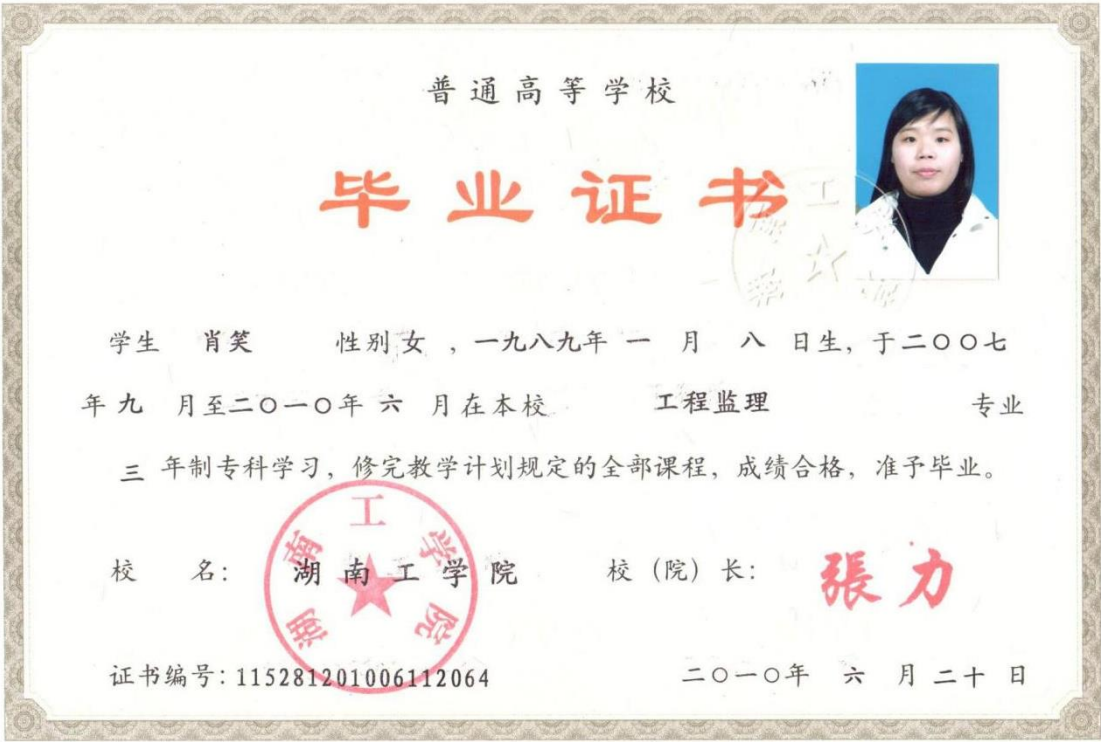 普通高等学校
毕业证书
学生 肖笑 性别 女 ，一九八九年 一 月 八 日生，于二〇〇七
年 九 月至二〇一〇年 六 月在本校 工程监理 专业
三 年制专科学习，修完教学计划规定的全部课程，成绩合格，准予毕业。
校 名： 湖南工学院 校（院）长： 張力
湖南工学院
证书编号：115281201006112064 二〇一〇年 六 月 二十 日